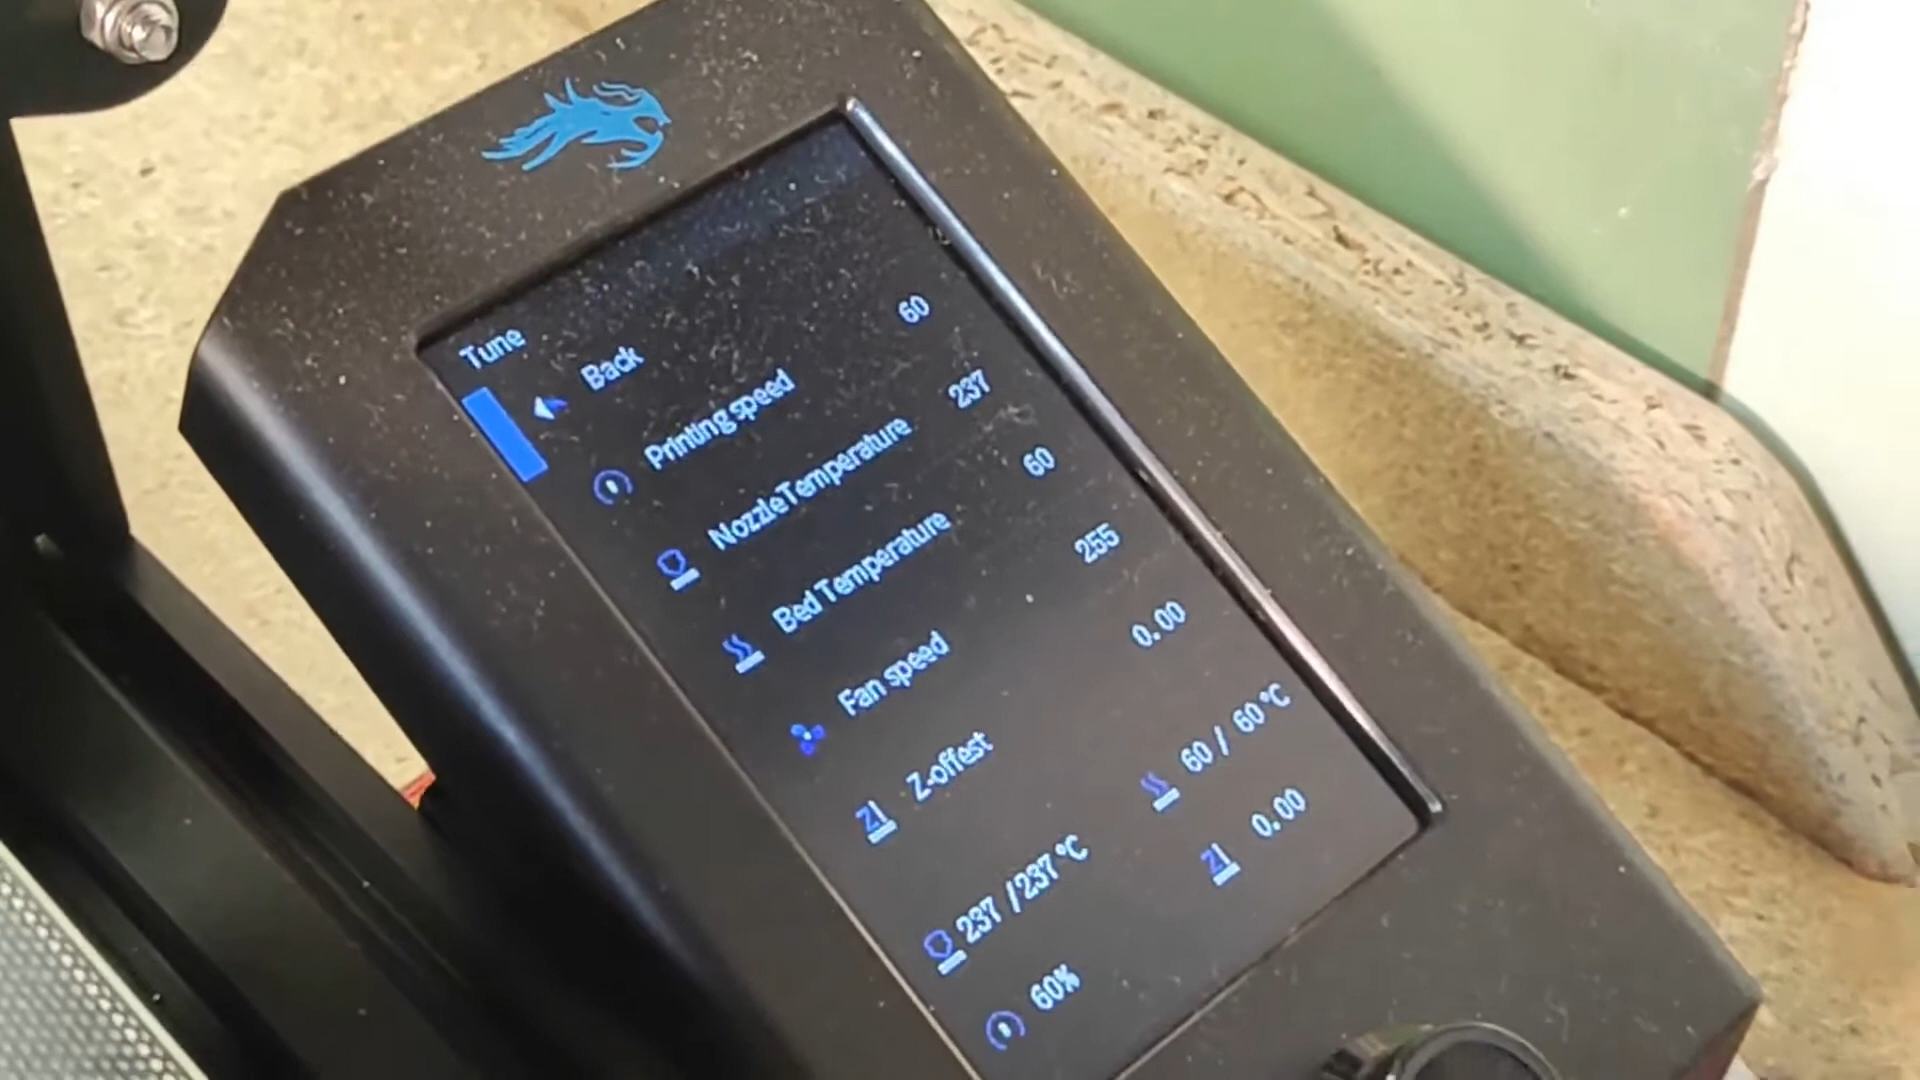 Tune
Back
Printing speed 60
Nozzle Temperature 237
Bed Temperature 60
Fan speed 255
Z-offest 0.00
237 /237°C 60 / 60°C
60% 0.00